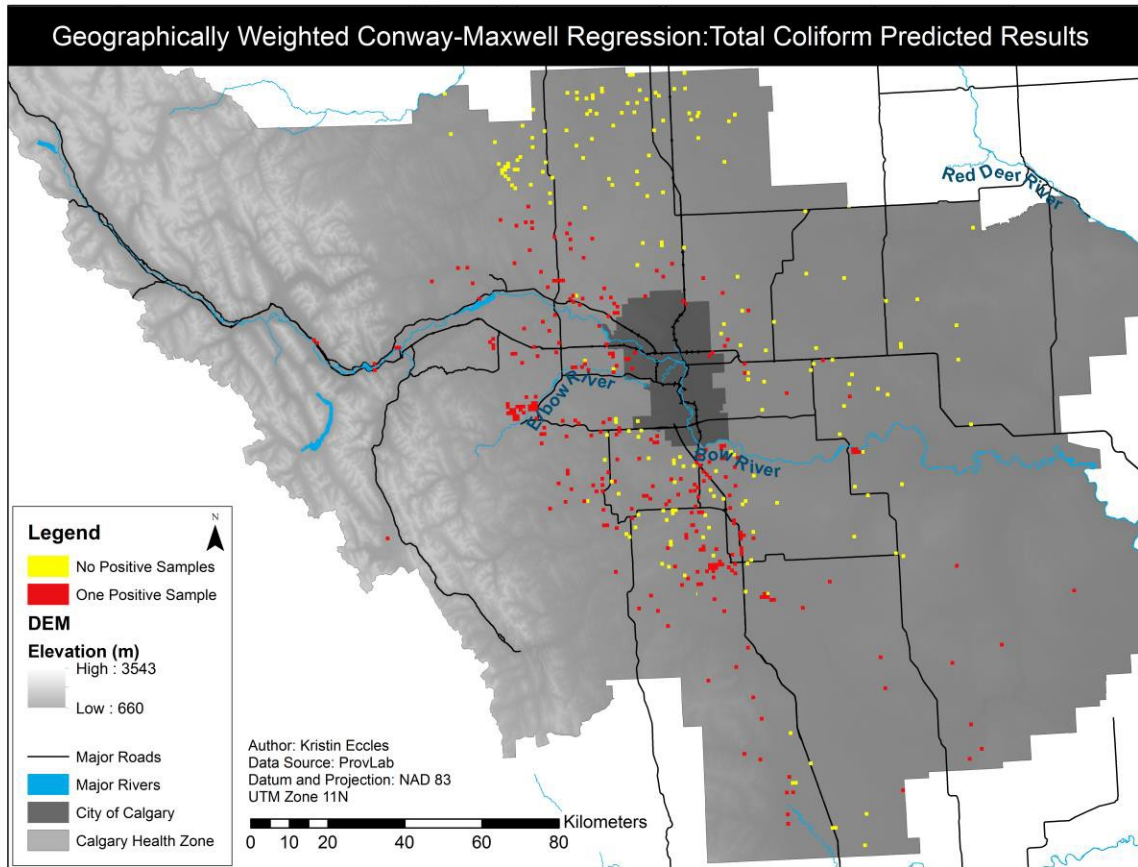 Geographically Weighted Conway-Maxwell Regression:Total Coliform Predicted Results
Red Deer River
Elbow River
Bow River
Legend
N
No Positive Samples
One Positive Sample
DEM
Elevation (m)
High : 3543
Low : 660
Major Roads
Major Rivers
City of Calgary
Calgary Health Zone
Author: Kristin Eccles
Data Source: ProvLab
Datum and Projection: NAD 83
UTM Zone 11N
Kilometers
0 10 20 40 60 80